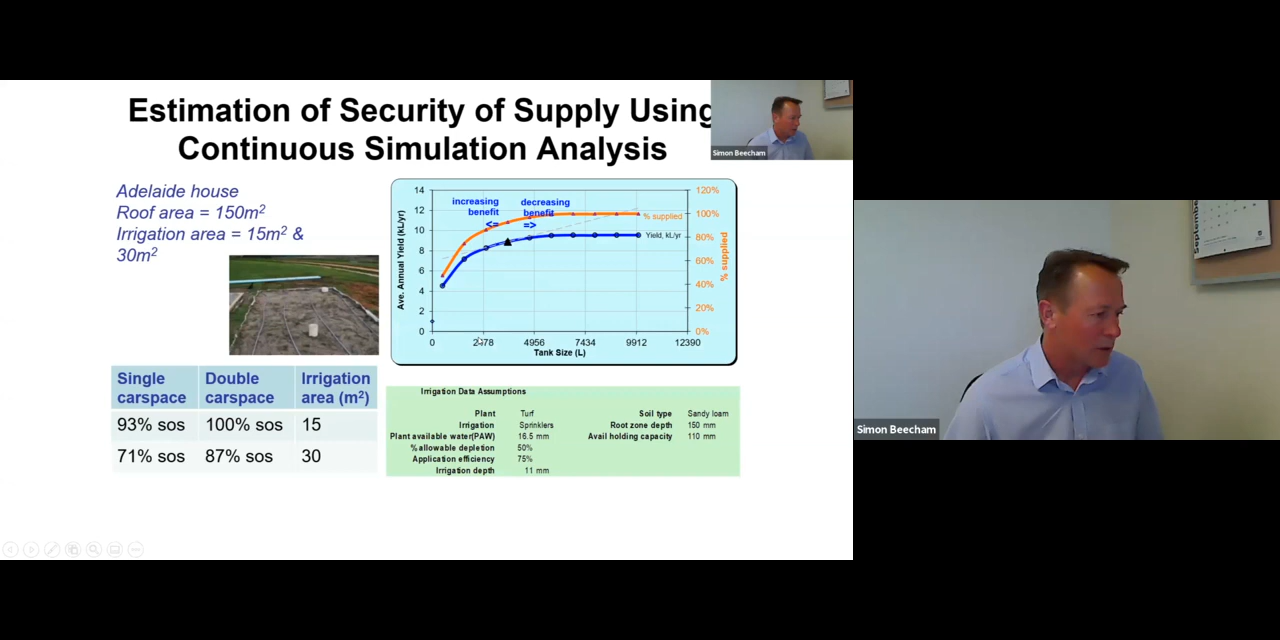 Estimation of Security of Supply Using
Continuous Simulation Analysis
Simon Beecham
Adelaide house
Roof area = 150m²
Irrigation area = 15m² &
30m²
14
12
10
8
6
4
2
0
Ave. Annual Yield (kL/yr)
increasing
benefit
<=
decreasing
benefit
=>
% supplied
Yield, kL/yr
120%
100%
80%
60%
40%
20%
0%
% supplied
0 2478 4956 7434 9912 12390
Tank Size (L)
Single carspace Double carspace Irrigation area (m²)
93% sos 100% sos 15
71% sos 87% sos 30
Irrigation Data Assumptions
Plant Turf Soil type Sandy loam
Irrigation Sprinklers Root zone depth 150 mm
Plant available water(PAW) 16.5 mm Avail holding capacity 110 mm
% allowable depletion 50%
Application efficiency 75%
Irrigation depth 11 mm
September
Simon Beecham